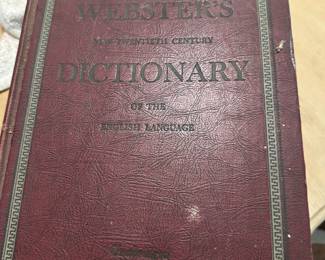 WEBSTER'S
NEW TWENTIETH CENTURY
DICTIONARY
OF THE
ENGLISH LANGUAGE